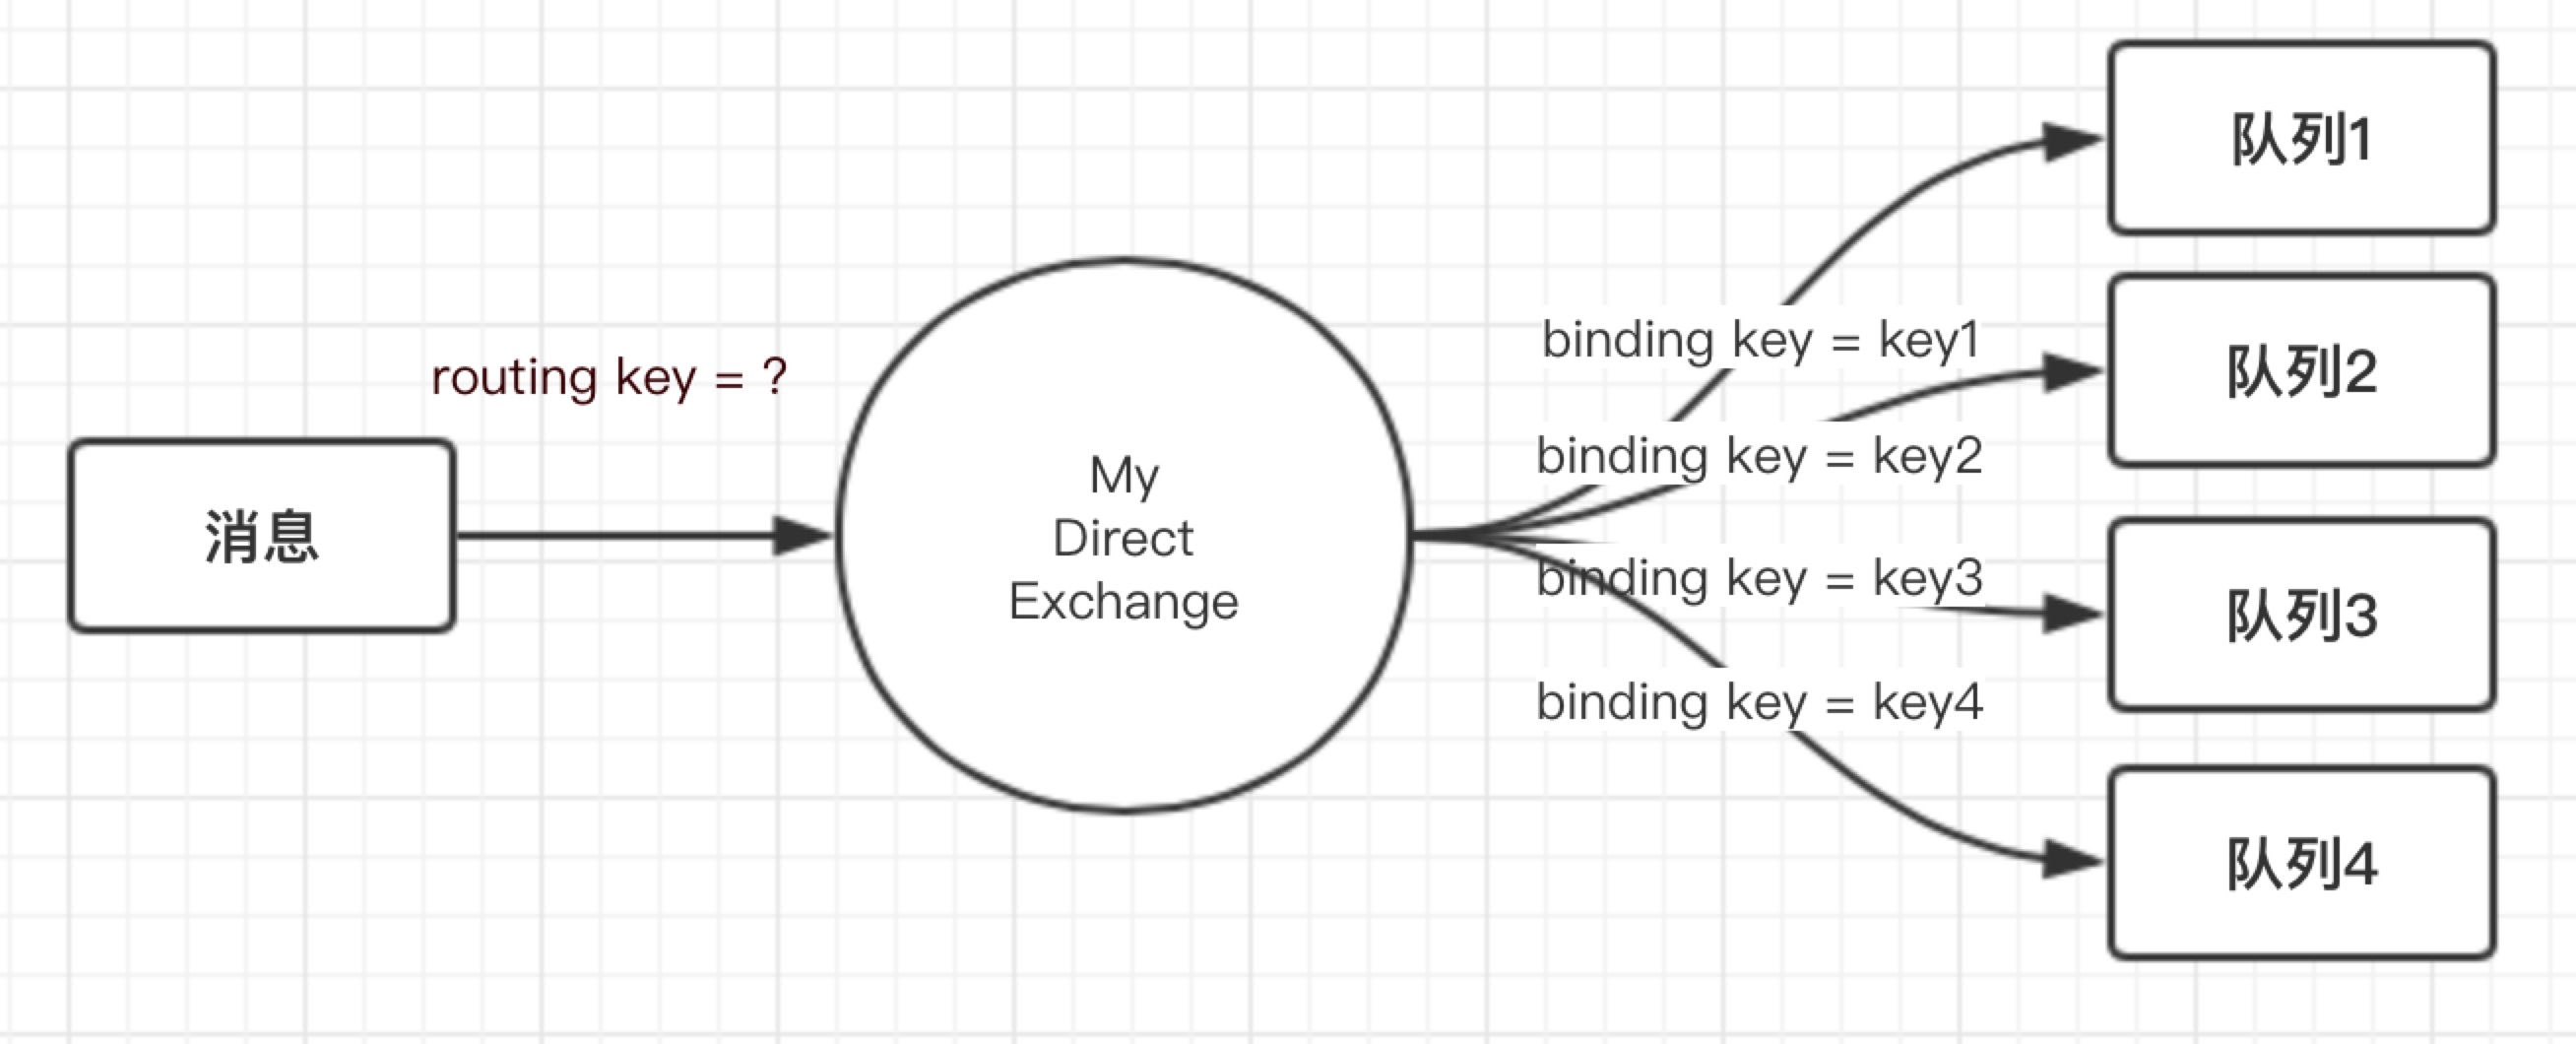 routing key = ?
消息
My
Direct
Exchange
binding key = key1
binding key = key2
binding key = key3
binding key = key4
队列1
队列2
队列3
队列4